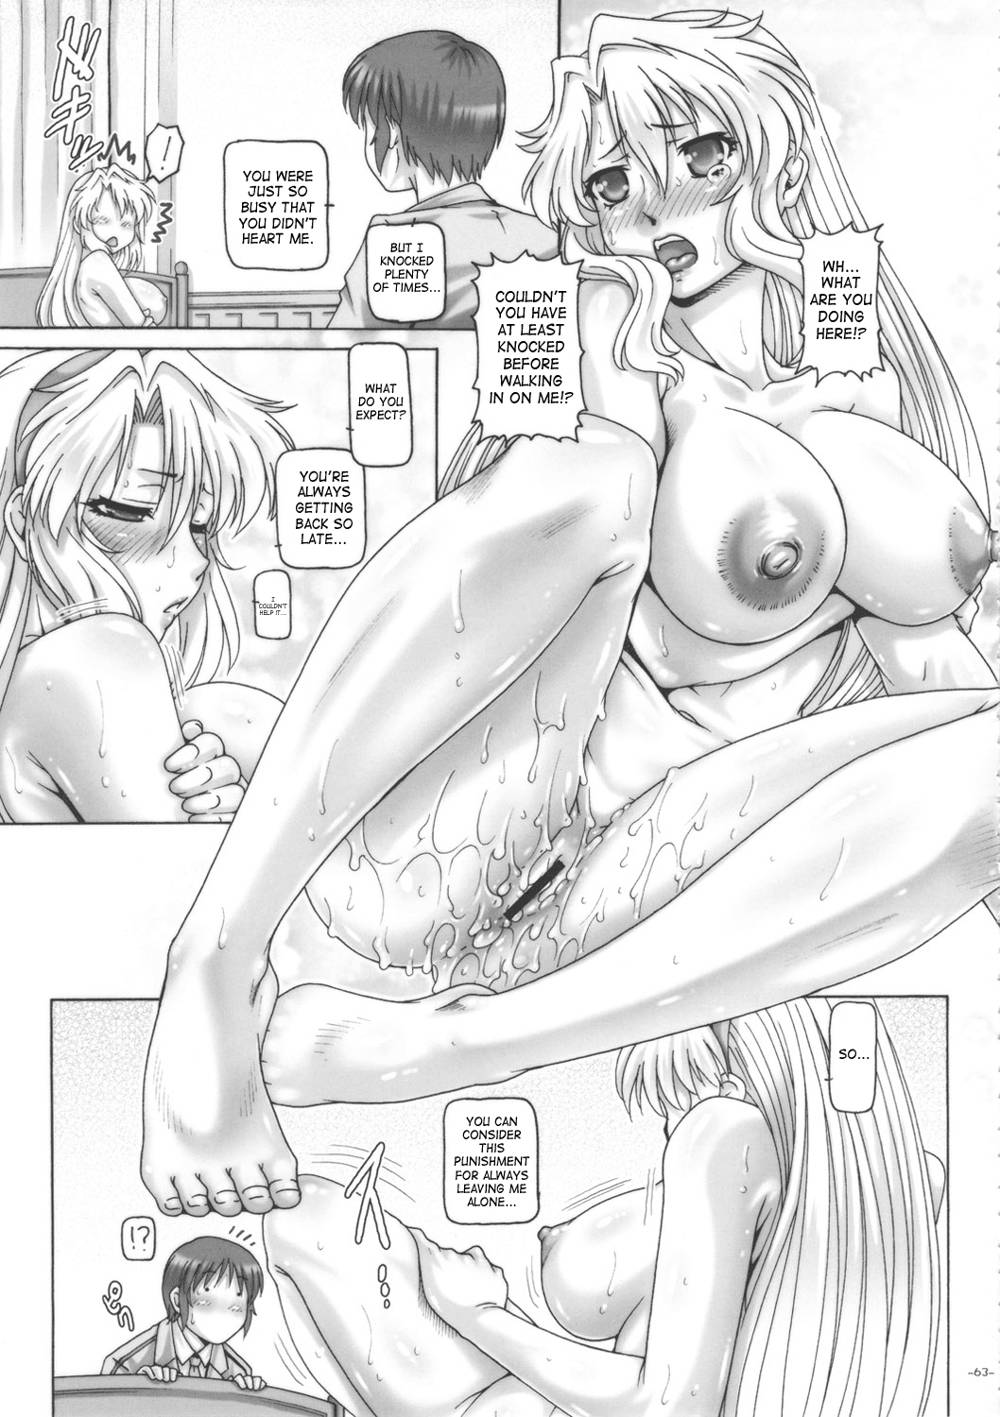 WH...
WHAT
ARE YOU
DOING
HERE!?
COULDN'T
YOU HAVE
AT LEAST
KNOCKED
BEFORE
WALKING
IN ON ME!?
BUT I
KNOCKED
PLENTY
OF TIMES...
YOU WERE
JUST SO
BUSY THAT
YOU DIDN'T
HEART ME.
!
ドキッ
WHAT
DO YOU
EXPECT?
YOU'RE
ALWAYS
GETTING
BACK SO
LATE...
I
COULDN'T
HELP IT...
SO...
YOU CAN
CONSIDER
THIS
PUNISHMENT
FOR ALWAYS
LEAVING ME
ALONE...
!?
-63-